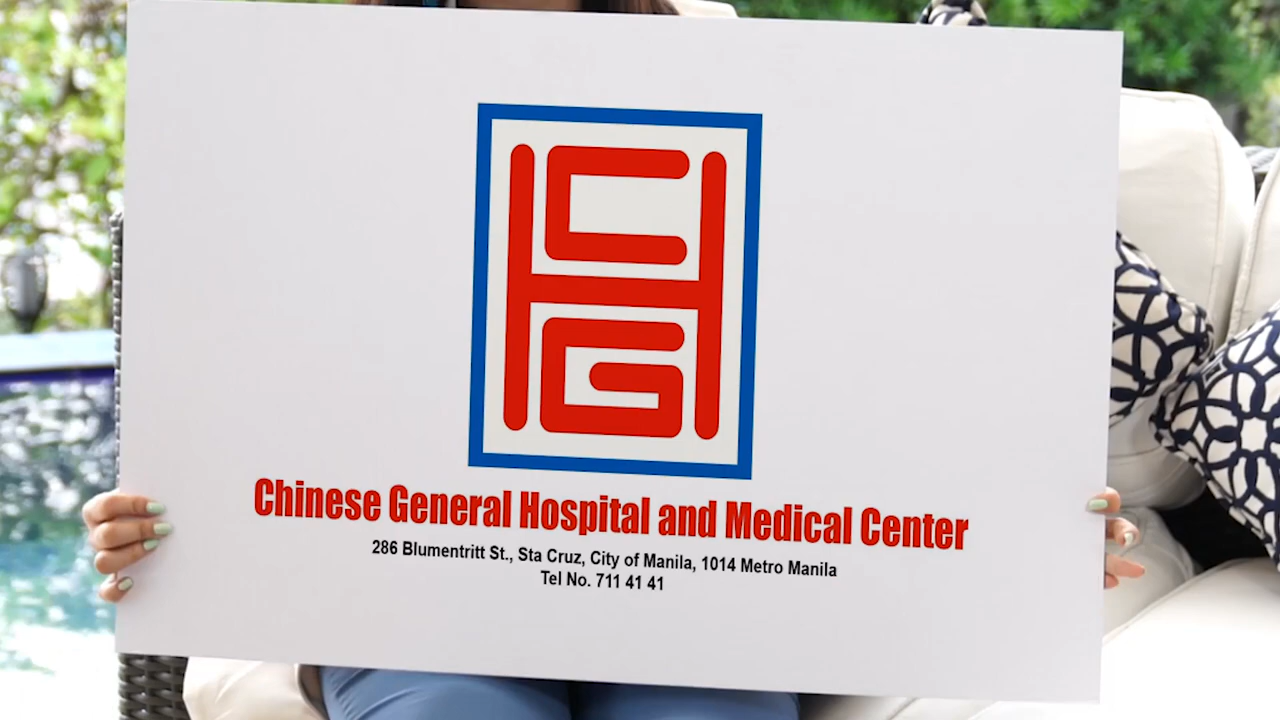 CHG
Chinese General Hospital and Medical Center
286 Blumentritt St., Sta Cruz, City of Manila, 1014 Metro Manila
Tel No. 711 41 41